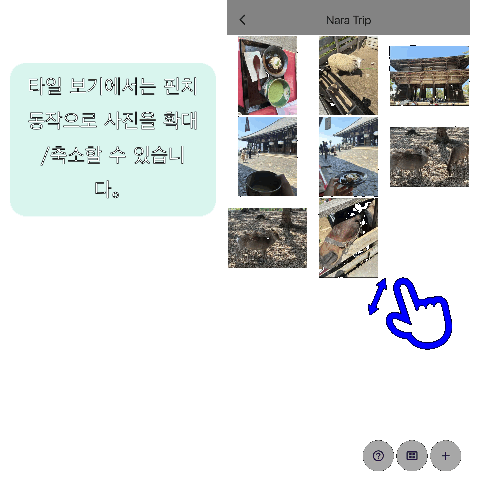 Nara Trip
타일 보기에서는 핀치
동작으로 사진을 확대
/축소할 수 있습니
다。